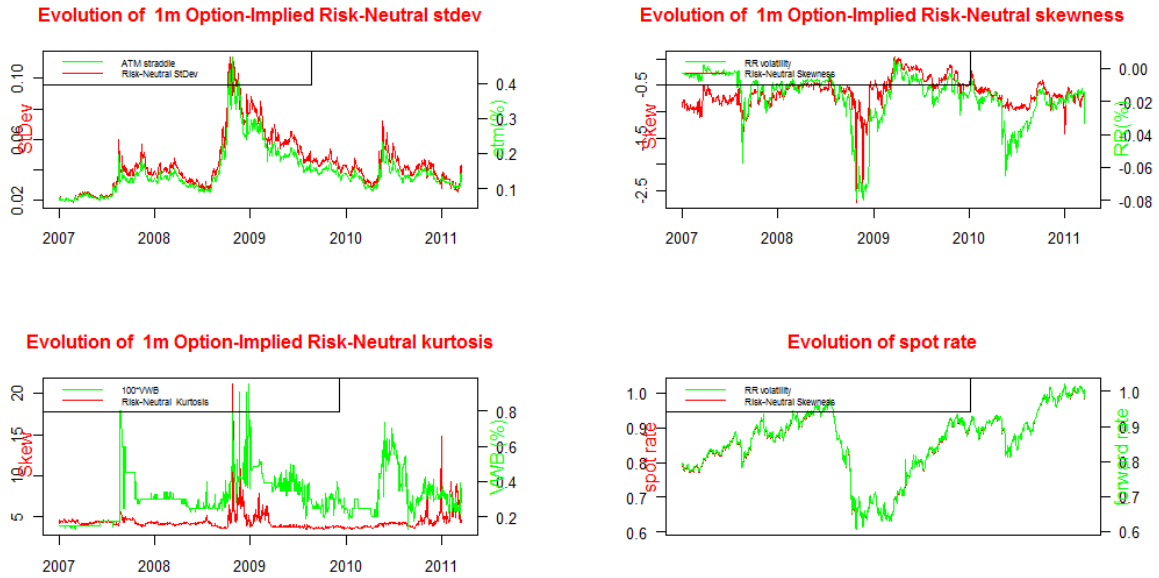 Evolution of 1m Option-Implied Risk-Neutral stdev
ATM straddle
Risk-Neutral StDev
StDev
0.02
0.06
0.10
atm(%)
0.1
0.2
0.3
0.4
2007 2008 2009 2010 2011
Evolution of 1m Option-Implied Risk-Neutral skewness
RR volatility
Risk-Neutral Skewness
Skew
-2.5
-1.5
-0.5
RR(%)
-0.08
-0.06
-0.04
-0.02
0.00
2007 2008 2009 2010 2011
Evolution of 1m Option-Implied Risk-Neutral kurtosis
100*VWB
Risk-Neutral Kurtosis
Skew
5
10
15
20
VWB(%)
0.2
0.4
0.6
0.8
2007 2008 2009 2010 2011
Evolution of spot rate
RR volatility
Risk-Neutral Skewness
spot rate
0.6
0.7
0.8
0.9
1.0
forward rate
0.6
0.7
0.8
0.9
1.0
2007 2008 2009 2010 2011